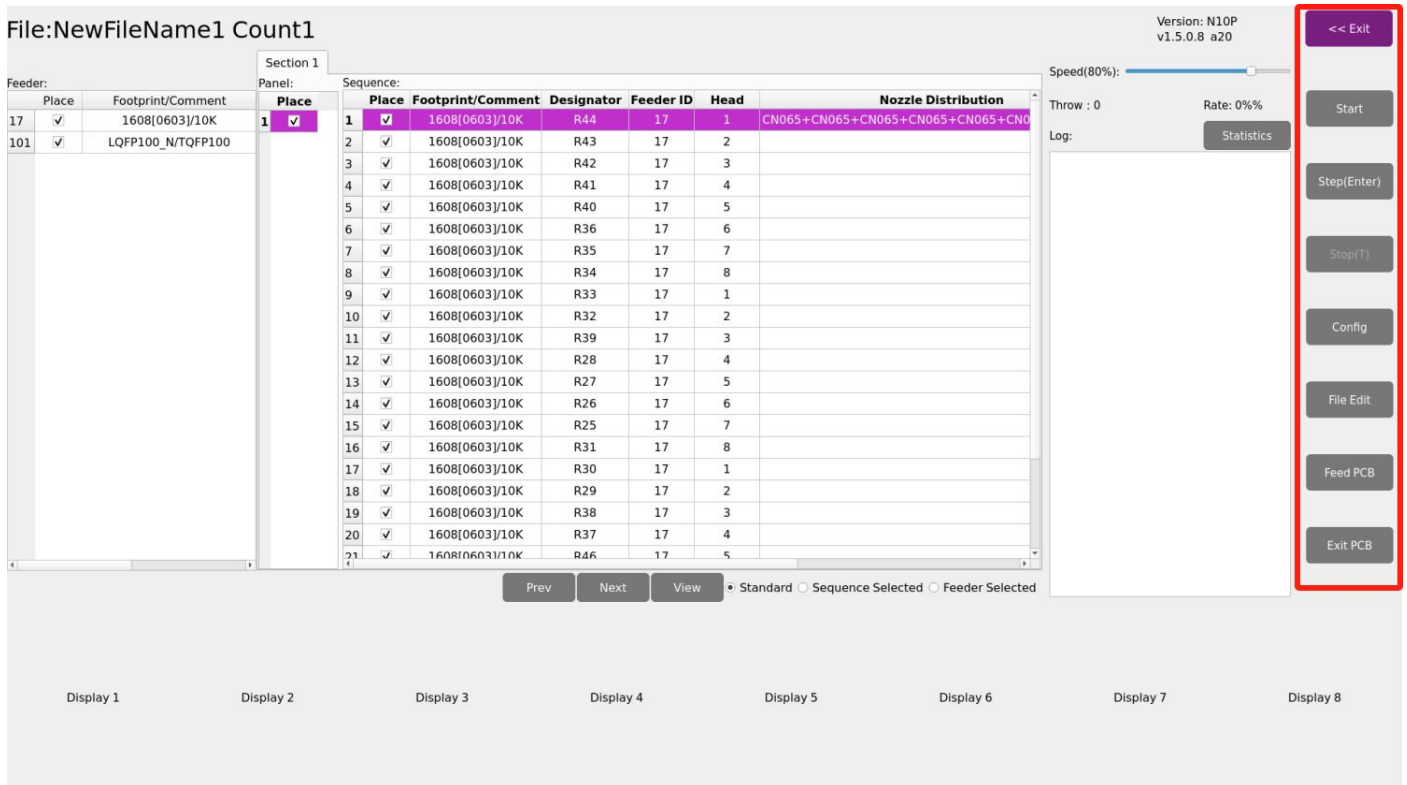 File:NewFileName1 Count1
Version: N10P
v1.5.0.8 a20
<< Exit
Section 1
Speed(80%):
Feeder:
Panel:
Sequence:
Place Footprint/Comment
17 1608[0603]/10K
101 LQFP100_N/TQFP100
Place
1
Place Footprint/Comment Designator Feeder ID Head Nozzle Distribution
1 1608[0603]/10K R44 17 1 CN065+CN065+CN065+CN065+CN065+CN0
2 1608[0603]/10K R43 17 2
3 1608[0603]/10K R42 17 3
4 1608[0603]/10K R41 17 4
5 1608[0603]/10K R40 17 5
6 1608[0603]/10K R36 17 6
7 1608[0603]/10K R35 17 7
8 1608[0603]/10K R34 17 8
9 1608[0603]/10K R33 17 1
10 1608[0603]/10K R32 17 2
11 1608[0603]/10K R39 17 3
12 1608[0603]/10K R28 17 4
13 1608[0603]/10K R27 17 5
14 1608[0603]/10K R26 17 6
15 1608[0603]/10K R25 17 7
16 1608[0603]/10K R31 17 8
17 1608[0603]/10K R30 17 1
18 1608[0603]/10K R29 17 2
19 1608[0603]/10K R38 17 3
20 1608[0603]/10K R37 17 4
21 1608[0603]/10K R46 17 5
Throw : 0 Rate: 0%%
Log: Statistics
Start
Step(Enter)
Stop(T)
Config
File Edit
Feed PCB
Exit PCB
Prev Next View Standard Sequence Selected Feeder Selected
Display 1 Display 2 Display 3 Display 4 Display 5 Display 6 Display 7 Display 8